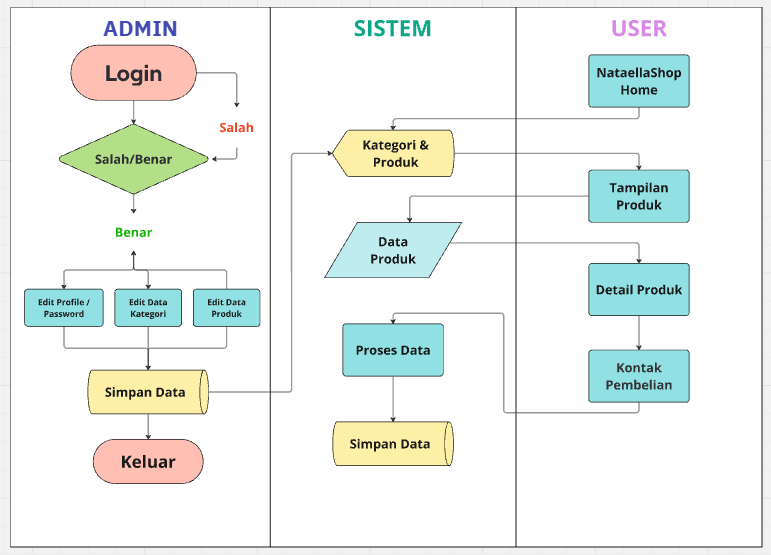 ADMIN
Login
Salah
Salah/Benar
Benar
Edit Profile /
Password
Edit Data
Kategori
Edit Data
Produk
Simpan Data
Keluar
SISTEM
Kategori &
Produk
Data
Produk
Proses Data
Simpan Data
USER
NataellaShop
Home
Tampilan
Produk
Detail Produk
Kontak
Pembelian